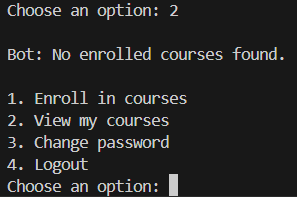 Choose an option: 2
Bot: No enrolled courses found.
1. Enroll in courses
2. View my courses
3. Change password
4. Logout
Choose an option: